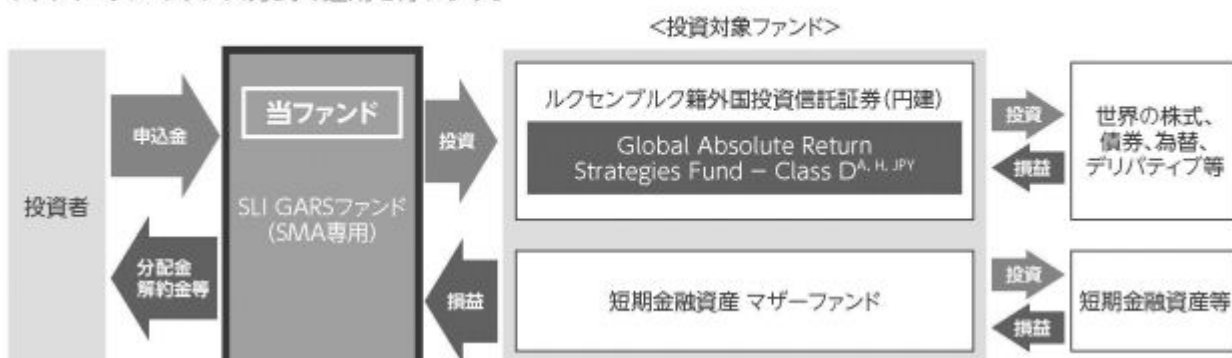 <投資対象ファンド>
投資者
申込金
分配金
解約金等
当ファンド
SLI GARSファンド
(SMA専用)
投資
損益
ルクセンブルク籍外国投資信託証券(円建)
Global Absolute Return
Strategies Fund – Class D^A, H, JPY
短期金融資産 マザーファンド
投資
損益
世界の株式、
債券、為替、
デリバティブ等
投資
損益
短期金融資産等